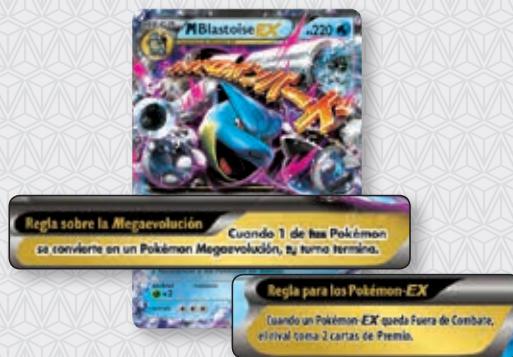 MBlastoise EX 220
Regla sobre la Megaevolución
Cuando 1 de tus Pokémon
se convierte en un Pokémon Megaevolución, tu turno termina.
×2
Regla para los Pokémon-EX
Cuando un Pokémon-EX queda Fuera de Combate,
el rival toma 2 cartas de Premio.